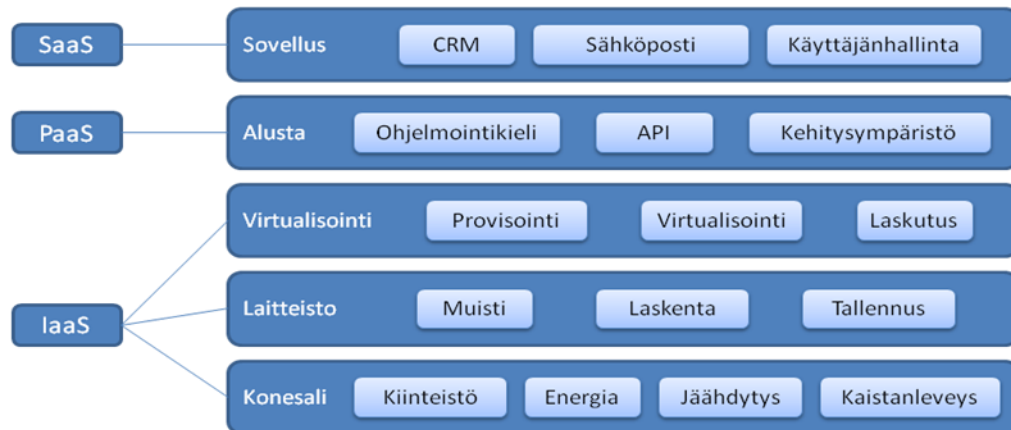 SaaS
Sovellus
CRM
Sähköposti
Käyttäjänhallinta
PaaS
Alusta
Ohjelmointikieli
API
Kehitysympäristö
Virtualisointi
Provisointi
Virtualisointi
Laskutus
IaaS
Laitteisto
Muisti
Laskenta
Tallennus
Konesali
Kiinteistö
Energia
Jäähdytys
Kaistanleveys